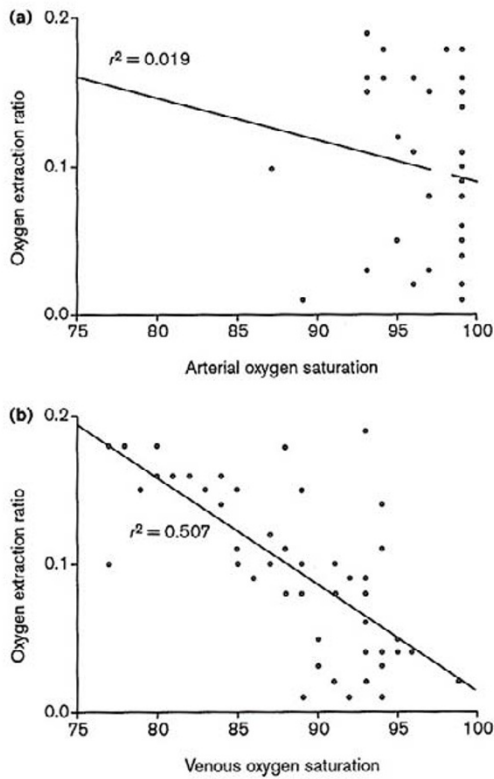 (a)
0.2
r² = 0.019
Oxygen extraction ratio
0.1
0.0
75 80 85 90 95 100
Arterial oxygen saturation
(b)
0.2
r² = 0.507
Oxygen extraction ratio
0.1
0.0
75 80 85 90 95 100
Venous oxygen saturation